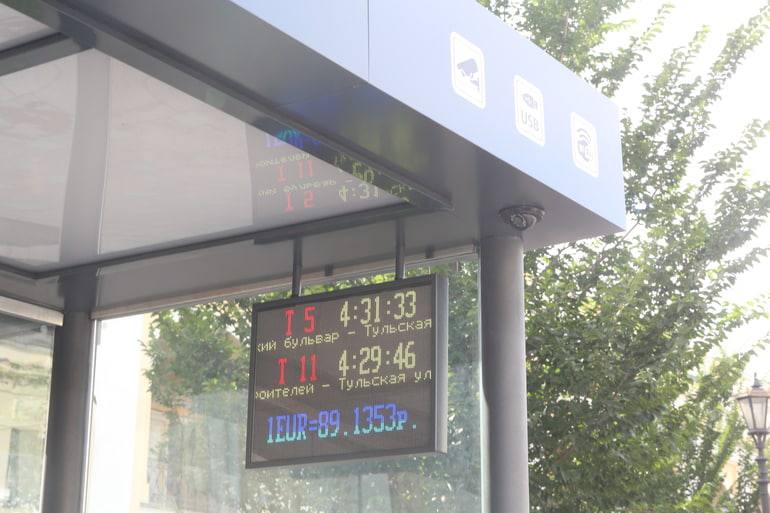 USB
T 5 4:31:33
кий бульвар - Тульская
T 11 4:29:46
роителей - Тульская ул
1EUR=89.1353р.